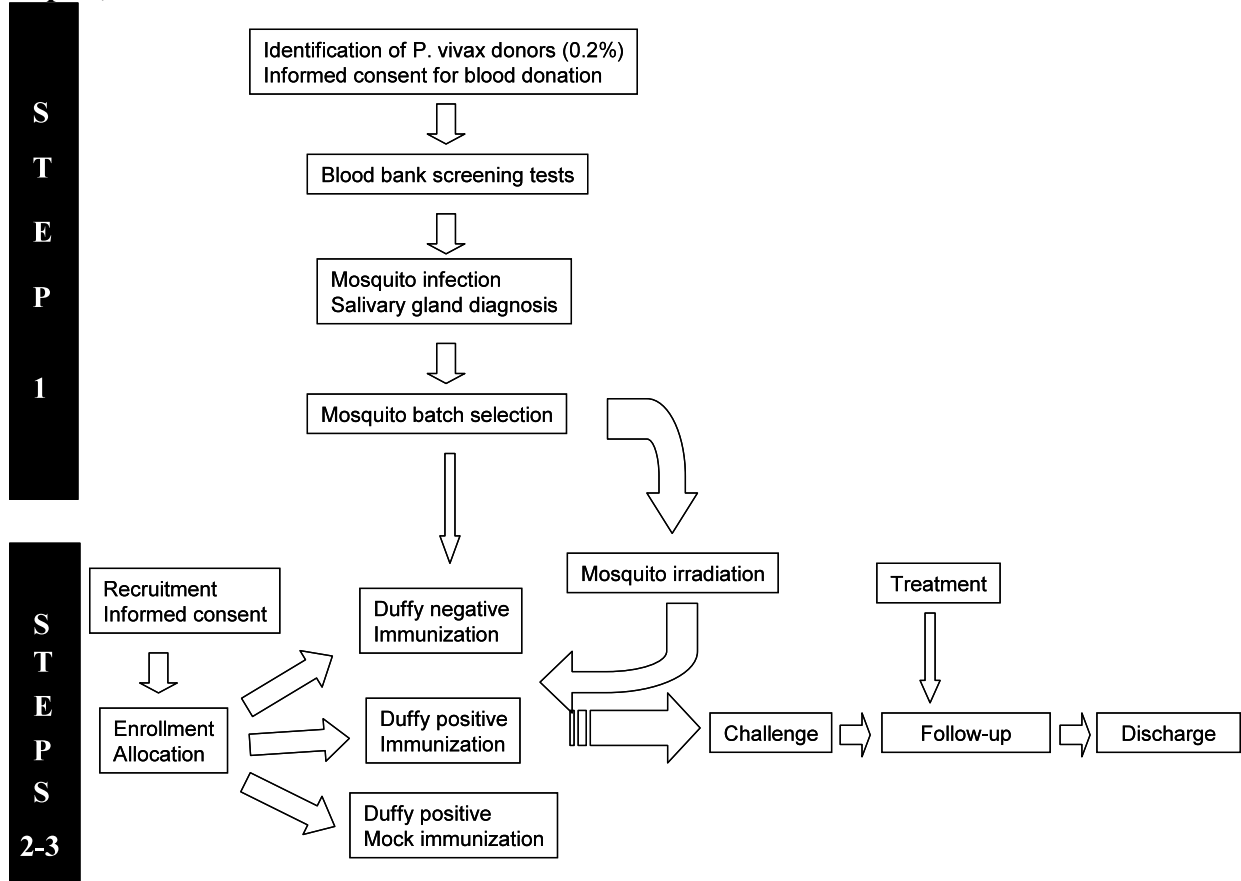 STEP 1
Identification of P. vivax donors (0.2%)
Informed consent for blood donation
Blood bank screening tests
Mosquito infection
Salivary gland diagnosis
Mosquito batch selection
STEPS 2-3
Recruitment
Informed consent
Enrollment
Allocation
Duffy negative
Immunization
Duffy positive
Immunization
Duffy positive
Mock immunization
Mosquito irradiation
Challenge
Treatment
Follow-up
Discharge